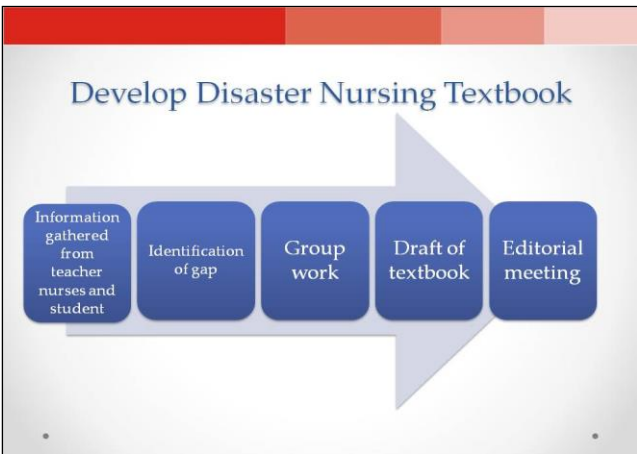 Develop Disaster Nursing Textbook
Information
gathered
from
teacher
nurses and
student
Identification
of gap
Group
work
Draft of
textbook
Editorial
meeting